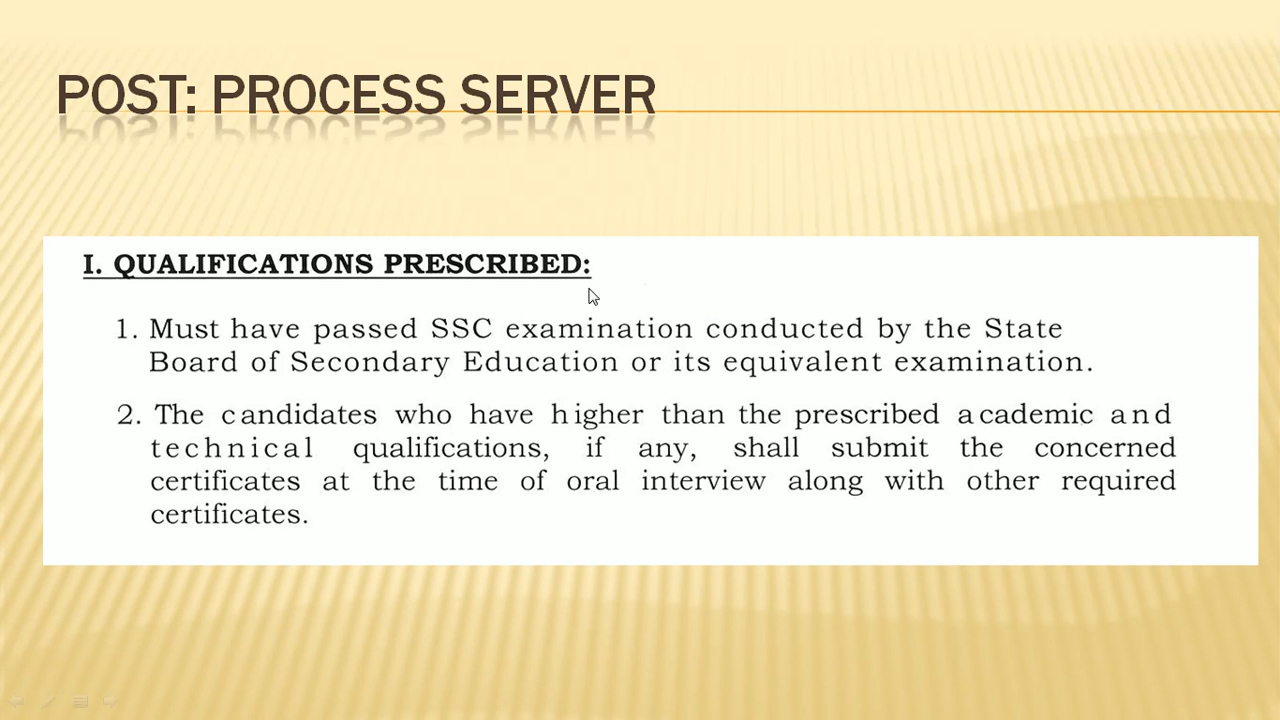 POST: PROCESS SERVER
I. QUALIFICATIONS PRESCRIBED:
1. Must have passed SSC examination conducted by the State
Board of Secondary Education or its equivalent examination.
2. The candidates who have higher than the prescribed academic and
technical qualifications, if any, shall submit the concerned
certificates at the time of oral interview along with other required
certificates.